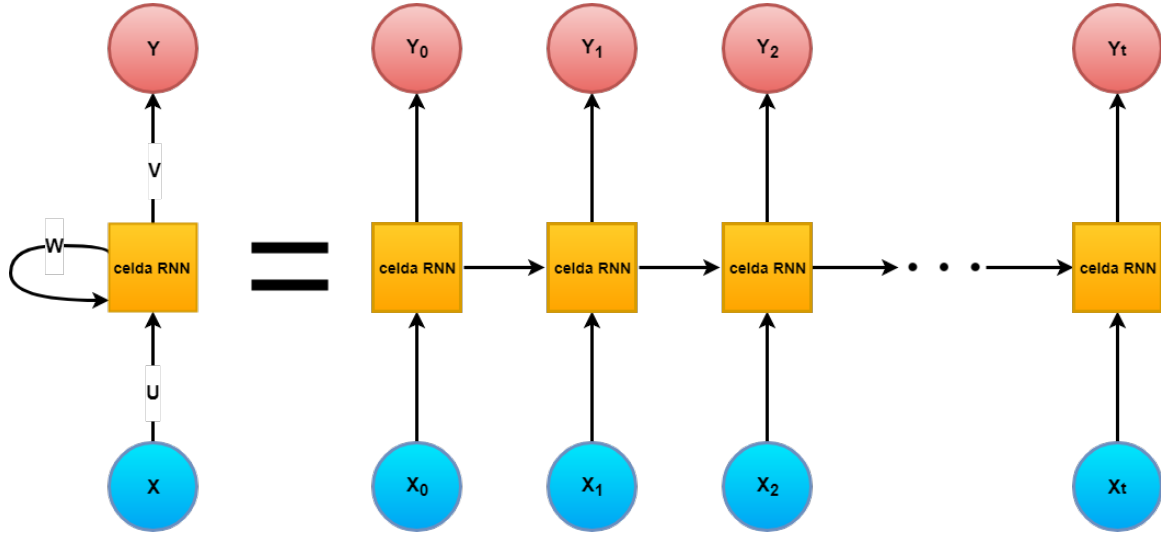 Y Y0 Y1 Y2 Yt
V
W
celda RNN = celda RNN celda RNN celda RNN . . . celda RNN
U
X X0 X1 X2 Xt